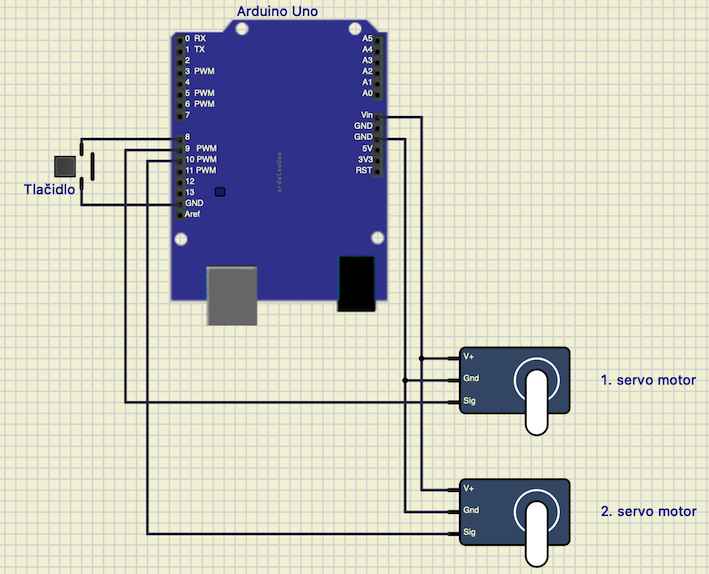 Arduino Uno
0 RX
1 TX
2
3 PWM
4
5 PWM
6 PWM
7
8
9 PWM
10 PWM
11 PWM
12
13
GND
Aref
A5
A4
A3
A2
A1
A0
Vin
GND
GND
5V
3V3
RST
arduino
Tlačidlo
V+
Gnd
Sig
1. servo motor
V+
Gnd
Sig
2. servo motor